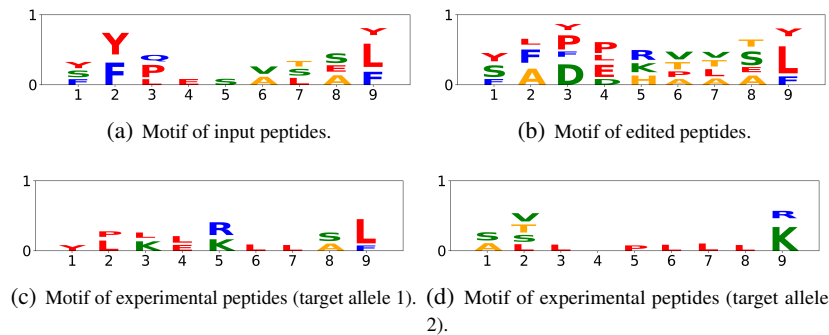 1
0
Y S F
Y F
Q P L
E
S
V A
T S L
S E A
Y L F
1 2 3 4 5 6 7 8 9
(a) Motif of input peptides.
1
0
Y S F
L F A
Y P F D
P L E D
R K H
V T P A
V T L A
T S E A
Y L F
1 2 3 4 5 6 7 8 9
(b) Motif of edited peptides.
1
0
Y
P L
L K
L E
R K
L
L
S A
L F
1 2 3 4 5 6 7 8 9
(c) Motif of experimental peptides (target allele 1).
1
0
S A
V T S L
L
P
L
L
L
R K
1 2 3 4 5 6 7 8 9
(d) Motif of experimental peptides (target allele
2).